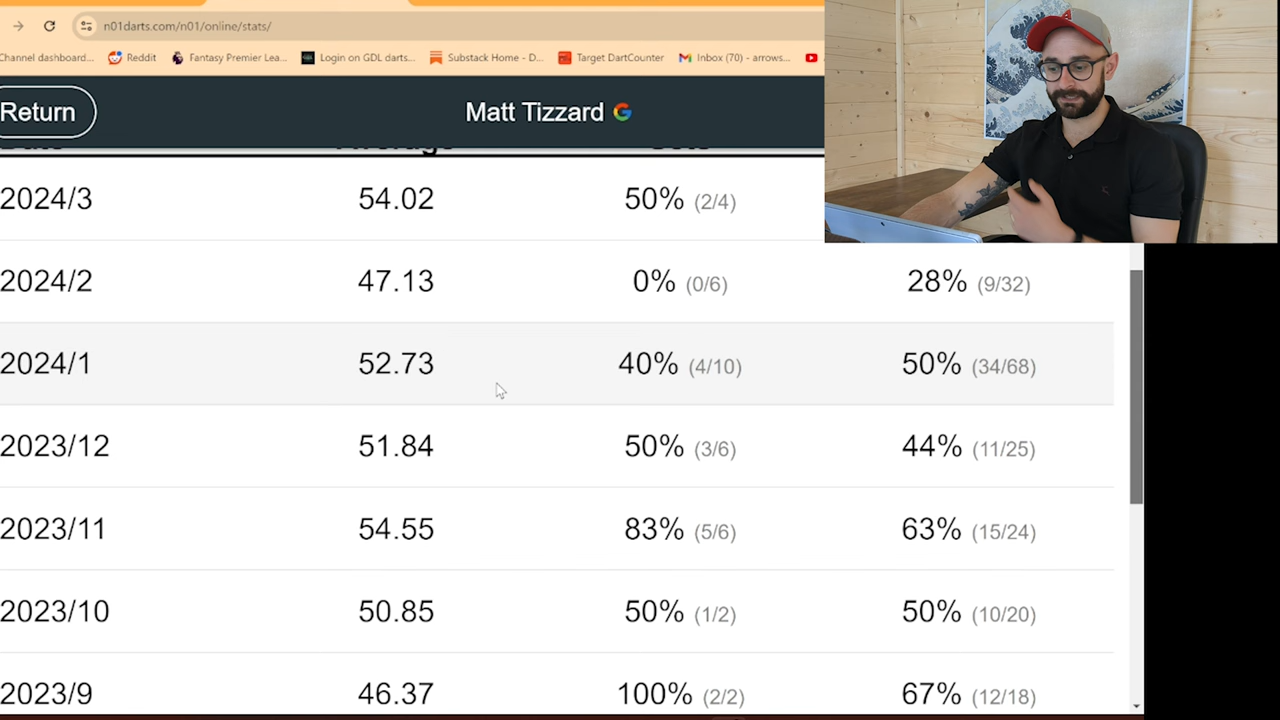 n01darts.com/n01/online/stats/
Channel dashboard... Reddit Fantasy Premier Lea... Login on GDL darts... Substack Home - D... Target DartCounter Inbox (70) - arrows...
Return
Matt Tizzard
Average
2024/3 54.02 50% (2/4)
2024/2 47.13 0% (0/6) 28% (9/32)
2024/1 52.73 40% (4/10) 50% (34/68)
2023/12 51.84 50% (3/6) 44% (11/25)
2023/11 54.55 83% (5/6) 63% (15/24)
2023/10 50.85 50% (1/2) 50% (10/20)
2023/9 46.37 100% (2/2) 67% (12/18)